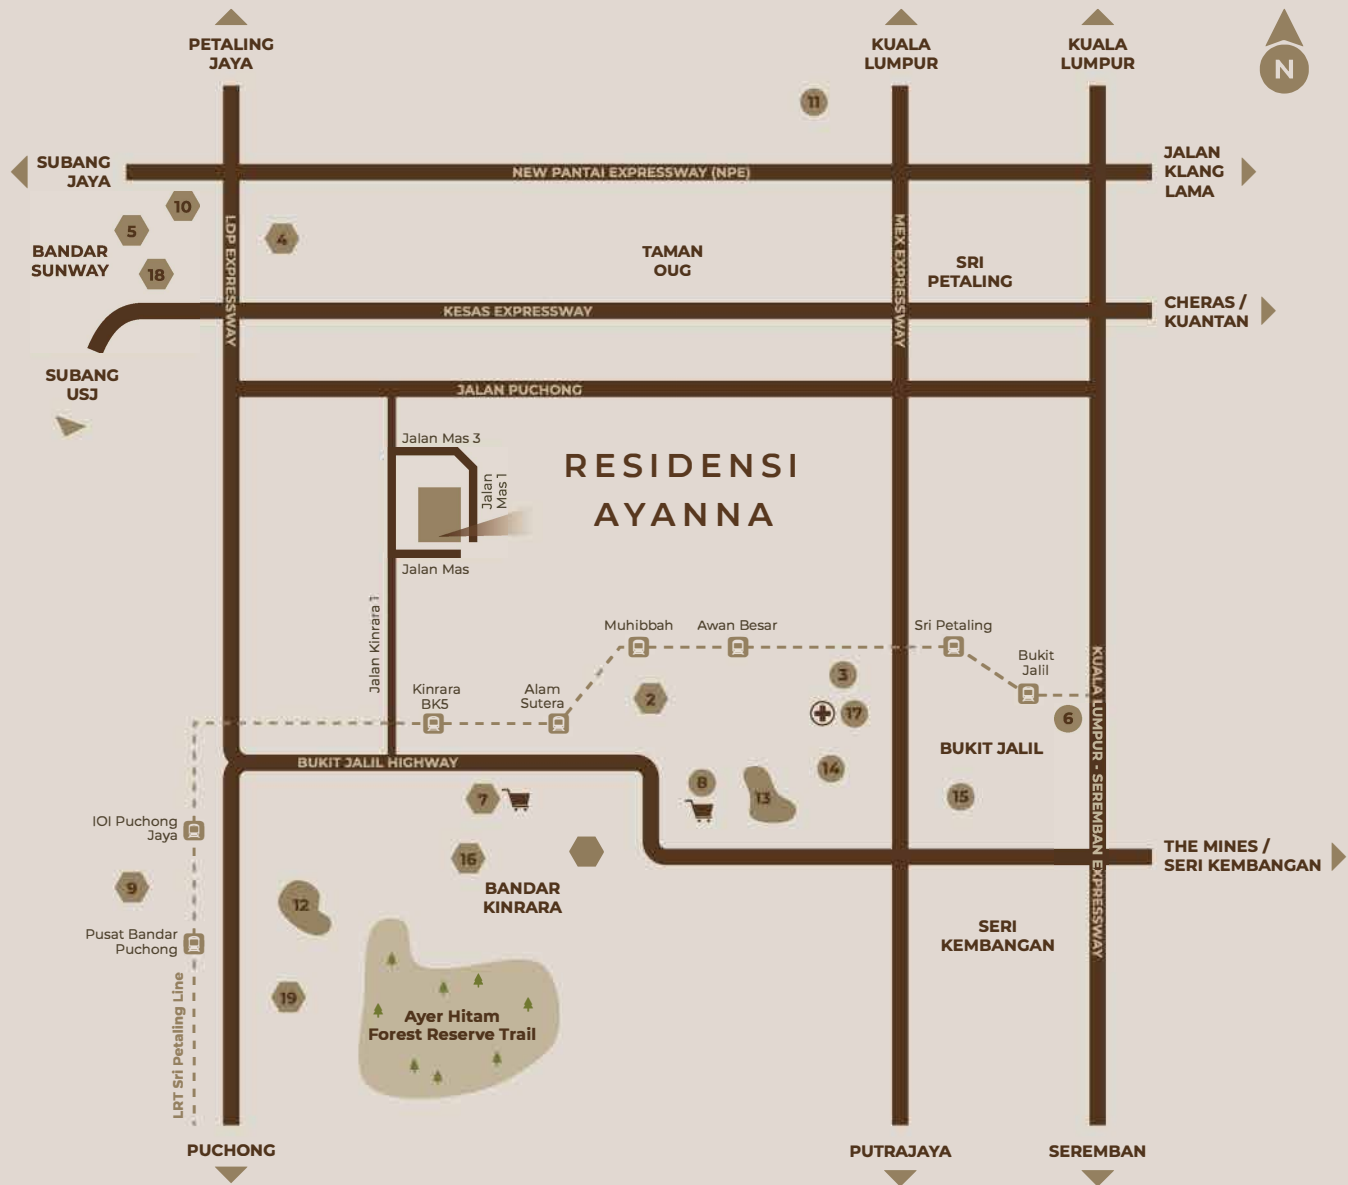 PETALING
JAYA
KUALA
LUMPUR
KUALA
LUMPUR
N
11
SUBANG
JAYA
NEW PANTAI EXPRESSWAY (NPE)
JALAN
KLANG
LAMA
10
5
4
18
BANDAR
SUNWAY
LDP EXPRESSWAY
TAMAN
OUG
MEX EXPRESSWAY
SRI
PETALING
KESAS EXPRESSWAY
CHERAS /
KUANTAN
SUBANG
USJ
JALAN PUCHONG
Jalan Mas 3
Jalan
Mas 1
RESIDENSI
AYANNA
Jalan Mas
Jalan Kinrara 1
Muhibbah
Awan Besar
Sri Petaling
Bukit
Jalil
Kinrara
BK5
Alam
Sutera
2
3
17
6
KUALA LUMPUR - SEREMBAN EXPRESSWAY
BUKIT JALIL
BUKIT JALIL HIGHWAY
14
8
13
15
7
IOI Puchong
Jaya
16
THE MINES /
SERI KEMBANGAN
9
12
BANDAR
KINRARA
Pusat Bandar
Puchong
SERI
KEMBANGAN
19
LRT Sri Petaling Line
Ayer Hitam
Forest Reserve Trail
PUCHONG
PUTRAJAYA
SEREMBAN